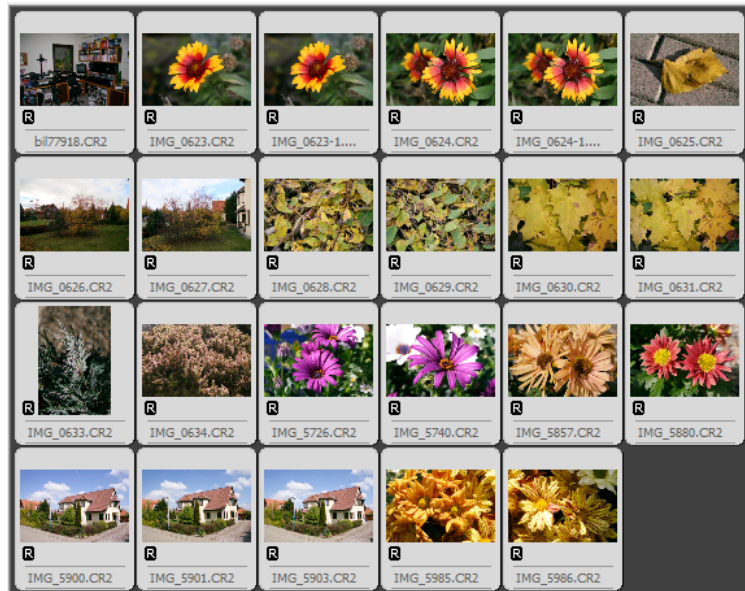 R R R R R R
bil77918.CR2 IMG_0623.CR2 IMG_0623-1.... IMG_0624.CR2 IMG_0624-1.... IMG_0625.CR2
R R R R R R
IMG_0626.CR2 IMG_0627.CR2 IMG_0628.CR2 IMG_0629.CR2 IMG_0630.CR2 IMG_0631.CR2
R R R R R R
IMG_0633.CR2 IMG_0634.CR2 IMG_5726.CR2 IMG_5740.CR2 IMG_5857.CR2 IMG_5880.CR2
R R R R R
IMG_5900.CR2 IMG_5901.CR2 IMG_5903.CR2 IMG_5985.CR2 IMG_5986.CR2